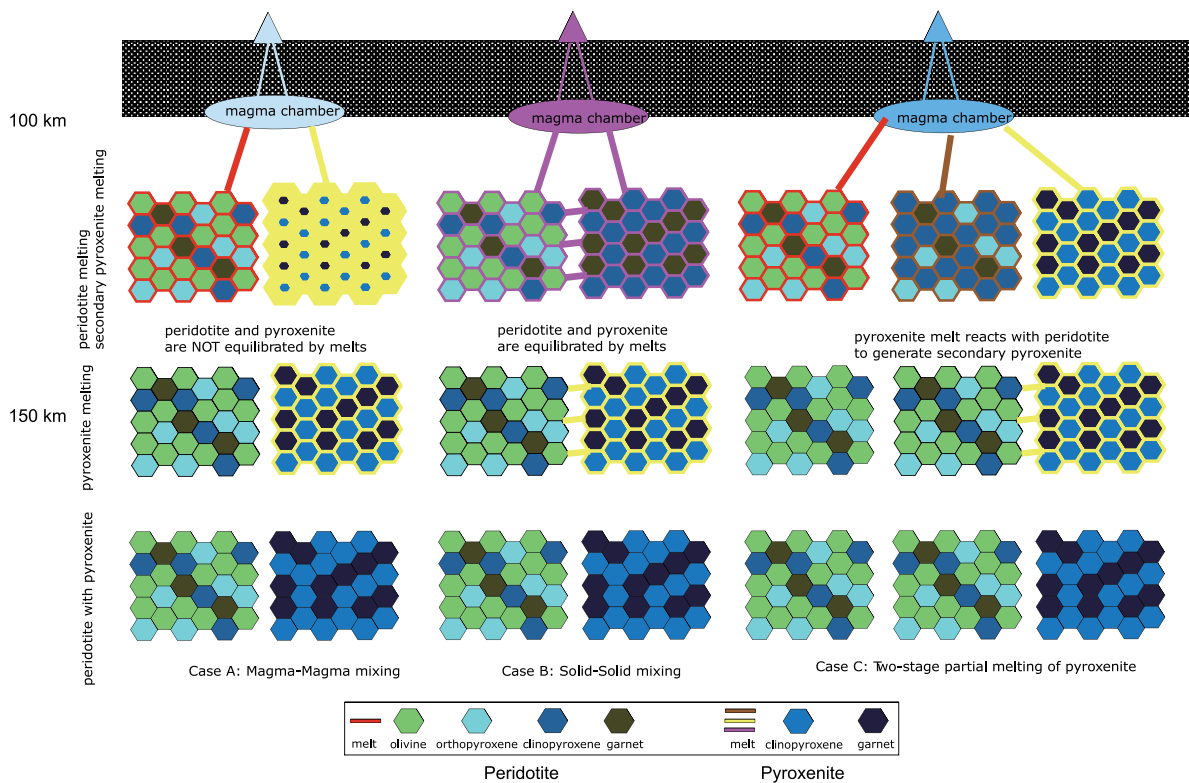 magma chamber
magma chamber
magma chamber
100 km
peridotite melting
secondary pyroxenite melting
peridotite and pyroxenite
are NOT equilibrated by melts
peridotite and pyroxenite
are equilibrated by melts
pyroxenite melt reacts with peridotite
to generate secondary pyroxenite
150 km
pyroxenite melting
peridotite with pyroxenite
Case A: Magma-Magma mixing
Case B: Solid-Solid mixing
Case C: Two-stage partial melting of pyroxenite
melt
olivine
orthopyroxene
clinopyroxene
garnet
melt
clinopyroxene
garnet
Peridotite
Pyroxenite